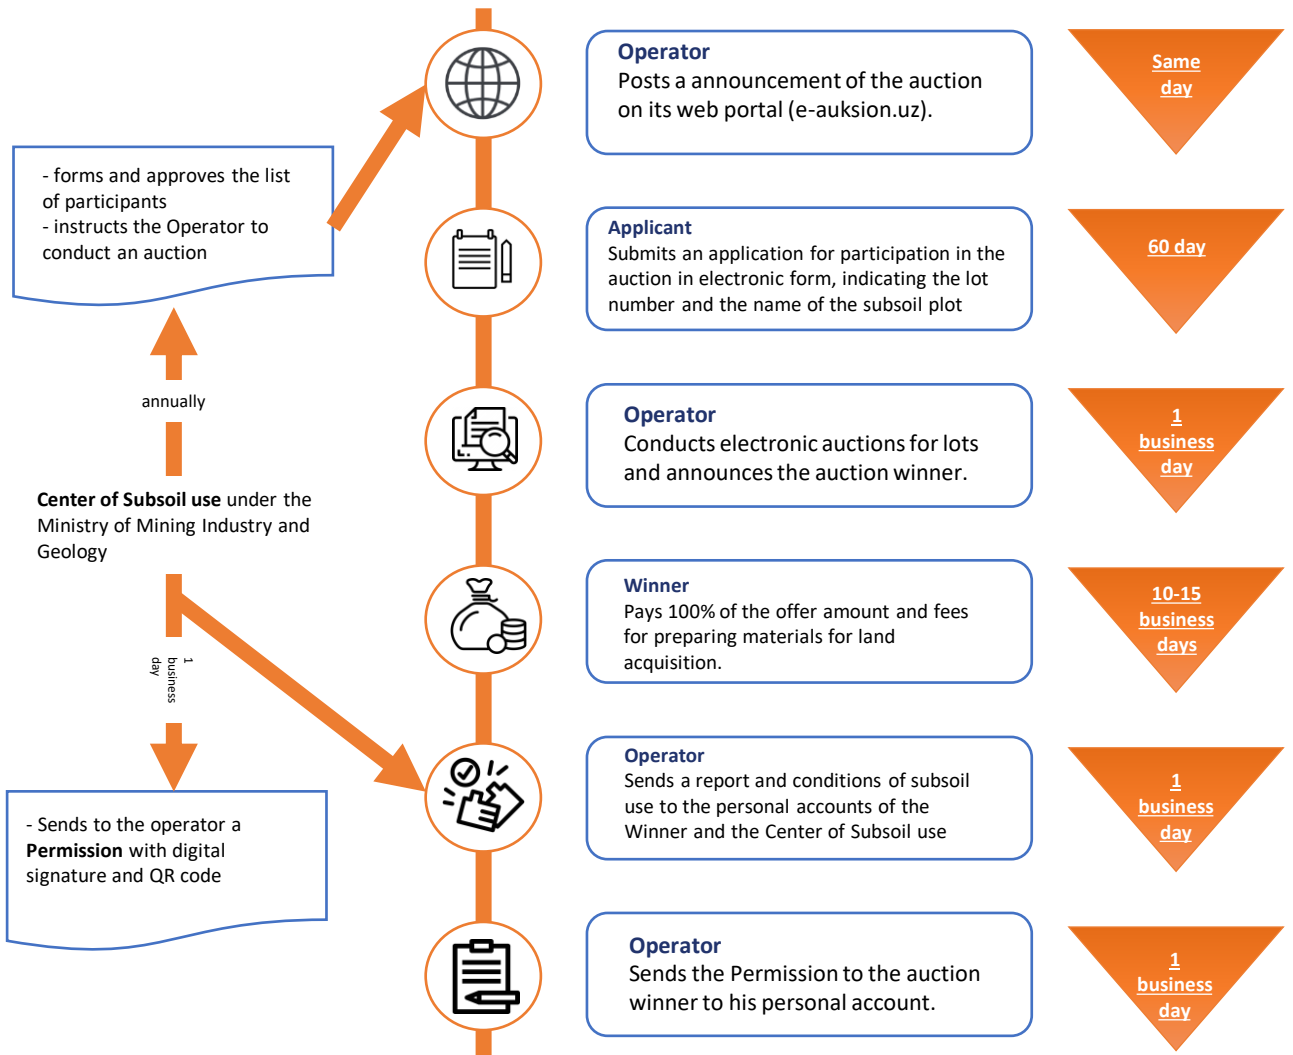 - forms and approves the list
of participants
- instructs the Operator to
conduct an auction
annually
Center of Subsoil use under the
Ministry of Mining Industry and
Geology
1
business
day
- Sends to the operator a
Permission with digital
signature and QR code
Operator
Posts a announcement of the auction
on its web portal (e-auksion.uz).
Same
day
Applicant
Submits an application for participation in the
auction in electronic form, indicating the lot
number and the name of the subsoil plot
60 day
Operator
Conducts electronic auctions for lots
and announces the auction winner.
1
business
day
Winner
Pays 100% of the offer amount and fees
for preparing materials for land
acquisition.
10-15
business
days
Operator
Sends a report and conditions of subsoil
use to the personal accounts of the
Winner and the Center of Subsoil use
1
business
day
Operator
Sends the Permission to the auction
winner to his personal account.
1
business
day